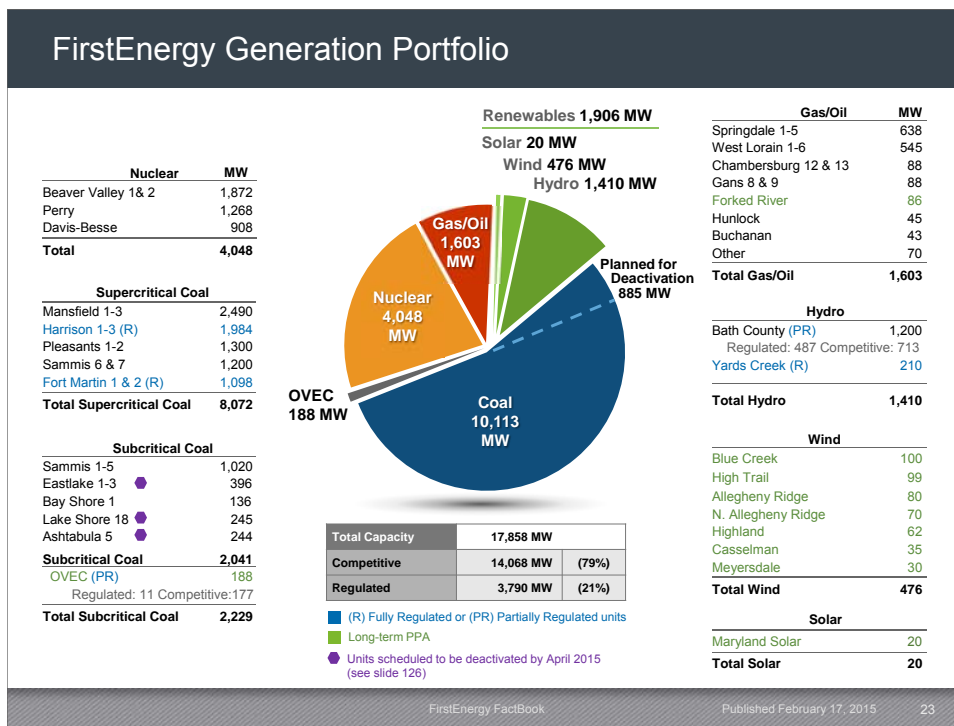 FirstEnergy Generation Portfolio
Nuclear MW
Beaver Valley 1& 2 1,872
Perry 1,268
Davis-Besse 908
Total 4,048
Supercritical Coal
Mansfield 1-3 2,490
Harrison 1-3 (R) 1,984
Pleasants 1-2 1,300
Sammis 6 & 7 1,200
Fort Martin 1 & 2 (R) 1,098
Total Supercritical Coal 8,072
Subcritical Coal
Sammis 1-5 1,020
Eastlake 1-3 396
Bay Shore 1 136
Lake Shore 18 245
Ashtabula 5 244
Subcritical Coal 2,041
OVEC (PR) 188
Regulated: 11 Competitive:177
Total Subcritical Coal 2,229
Renewables 1,906 MW
Solar 20 MW
Wind 476 MW
Hydro 1,410 MW
Gas/Oil
1,603
MW
Planned for
Deactivation
885 MW
Nuclear
4,048
MW
OVEC
188 MW
Coal
10,113
MW
Total Capacity 17,858 MW
Competitive 14,068 MW (79%)
Regulated 3,790 MW (21%)
(R) Fully Regulated or (PR) Partially Regulated units
Long-term PPA
Units scheduled to be deactivated by April 2015
(see slide 126)
Gas/Oil MW
Springdale 1-5 638
West Lorain 1-6 545
Chambersburg 12 & 13 88
Gans 8 & 9 88
Forked River 86
Hunlock 45
Buchanan 43
Other 70
Total Gas/Oil 1,603
Hydro
Bath County (PR) 1,200
Regulated: 487 Competitive: 713
Yards Creek (R) 210
Total Hydro 1,410
Wind
Blue Creek 100
High Trail 99
Allegheny Ridge 80
N. Allegheny Ridge 70
Highland 62
Casselman 35
Meyersdale 30
Total Wind 476
Solar
Maryland Solar 20
Total Solar 20
FirstEnergy FactBook Published February 17, 2015 23